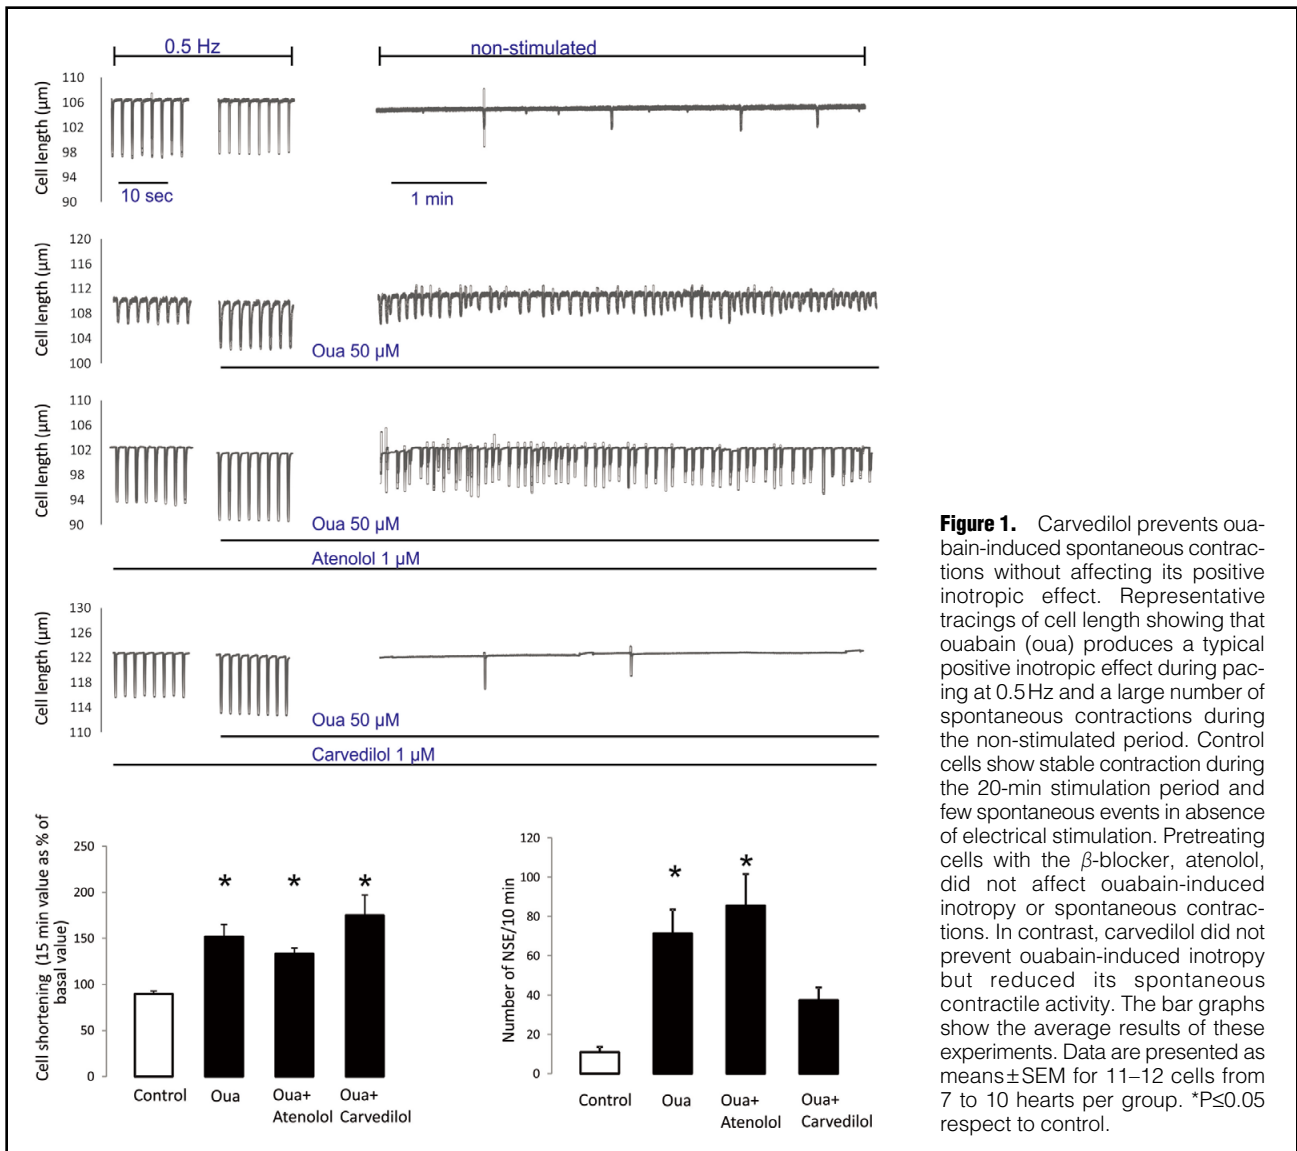 0.5 Hz
non-stimulated
Cell length (µm)
110
106
102
98
94
90
10 sec
1 min
Cell length (µm)
120
116
112
108
104
100
Oua 50 µM
Cell length (µm)
110
106
102
98
94
90
Oua 50 µM
Atenolol 1 µM
Cell length (µm)
130
126
122
118
114
110
Oua 50 µM
Carvedilol 1 µM
Cell shortening (15 min value as % of
basal value)
250
200
150
100
50
0
* * *
Control
Oua
Oua+
Atenolol
Oua+
Carvedilol
Number of NSE/10 min
120
100
80
60
40
20
0
* *
Control
Oua
Oua+
Atenolol
Oua+
Carvedilol
Figure 1. Carvedilol prevents oua-
bain-induced spontaneous contrac-
tions without affecting its positive
inotropic effect. Representative
tracings of cell length showing that
ouabain (oua) produces a typical
positive inotropic effect during pac-
ing at 0.5 Hz and a large number of
spontaneous contractions during
the non-stimulated period. Control
cells show stable contraction during
the 20-min stimulation period and
few spontaneous events in absence
of electrical stimulation. Pretreating
cells with the β-blocker, atenolol,
did not affect ouabain-induced
inotropy or spontaneous contrac-
tions. In contrast, carvedilol did not
prevent ouabain-induced inotropy
but reduced its spontaneous
contractile activity. The bar graphs
show the average results of these
experiments. Data are presented as
means±SEM for 11–12 cells from
7 to 10 hearts per group. *P≤0.05
respect to control.